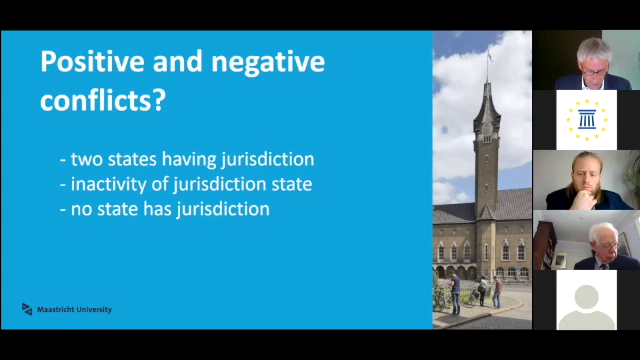 Positive and negative
conflicts?
- two states having jurisdiction
- inactivity of jurisdiction state
- no state has jurisdiction
Maastricht University